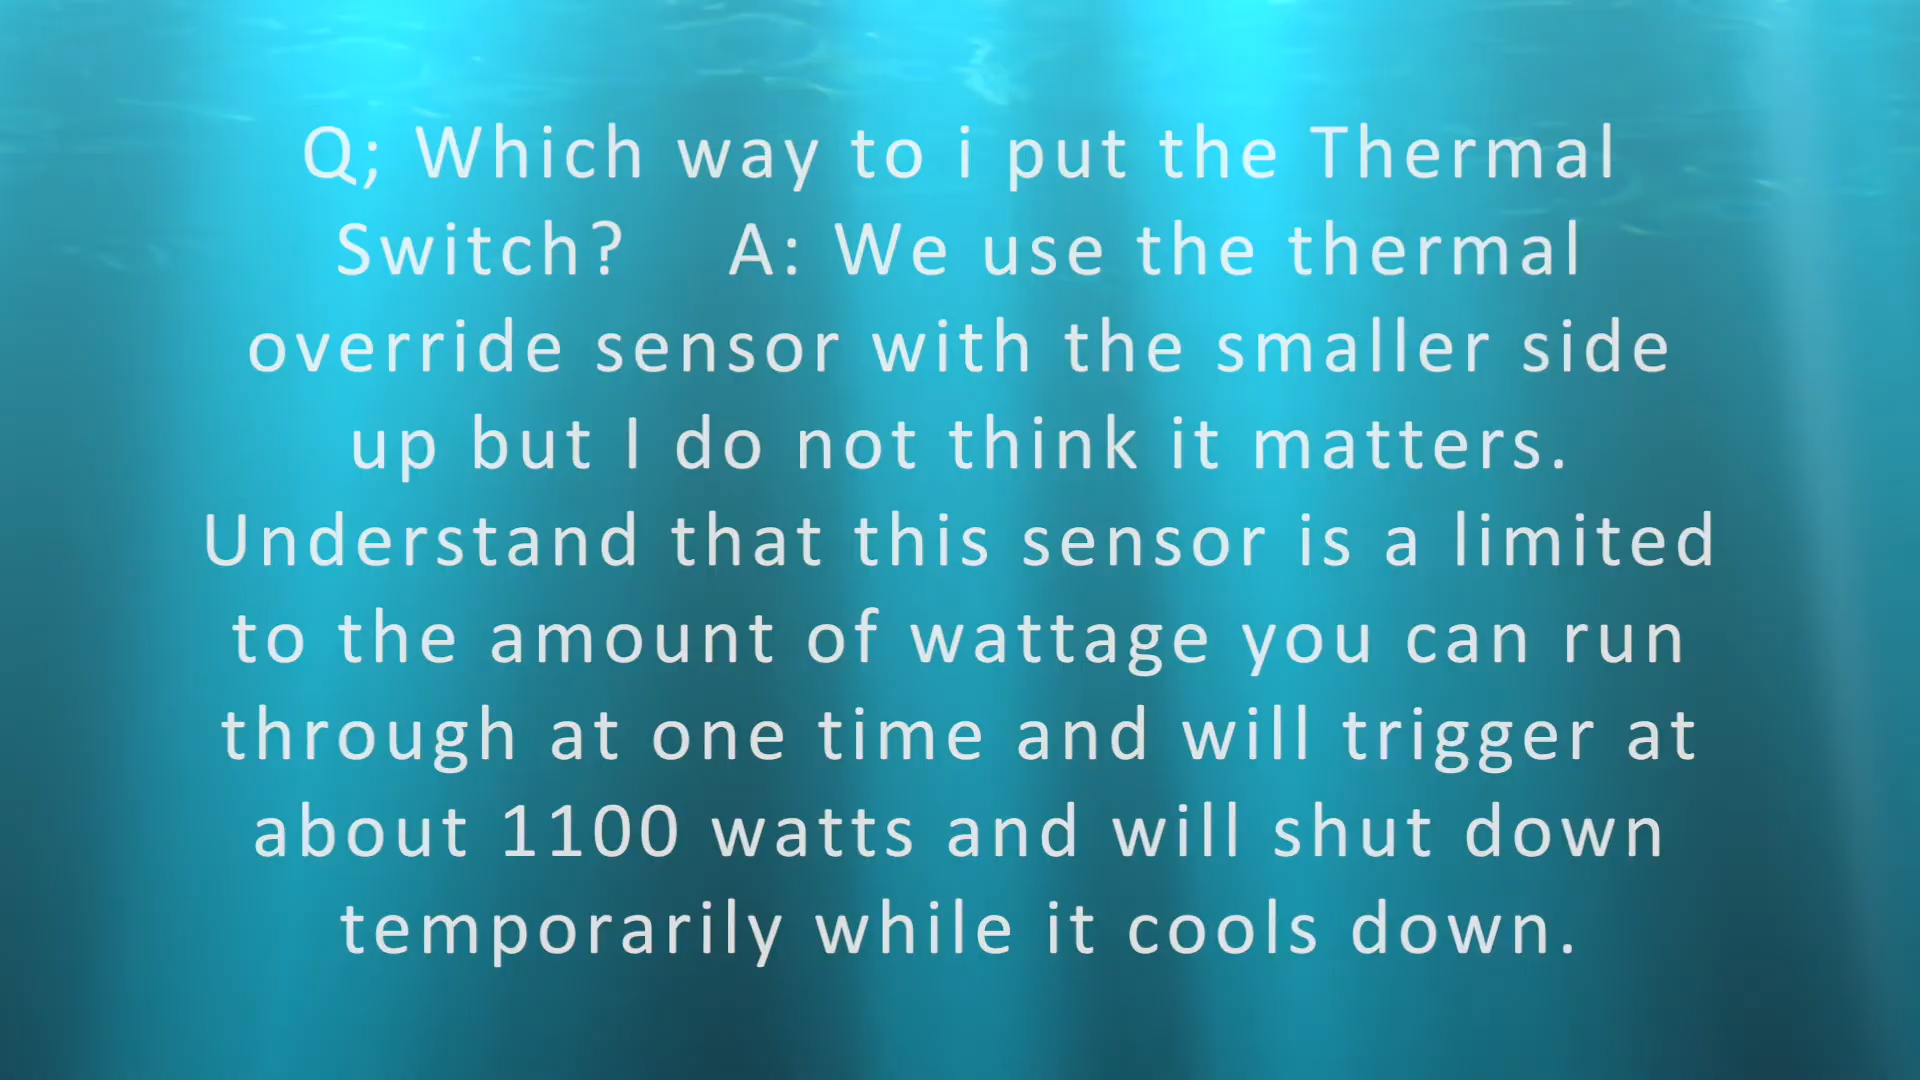 Q; Which way to i put the Thermal
Switch?   A: We use the thermal
override sensor with the smaller side
up but I do not think it matters.
Understand that this sensor is a limited
to the amount of wattage you can run
through at one time and will trigger at
about 1100 watts and will shut down
temporarily while it cools down.